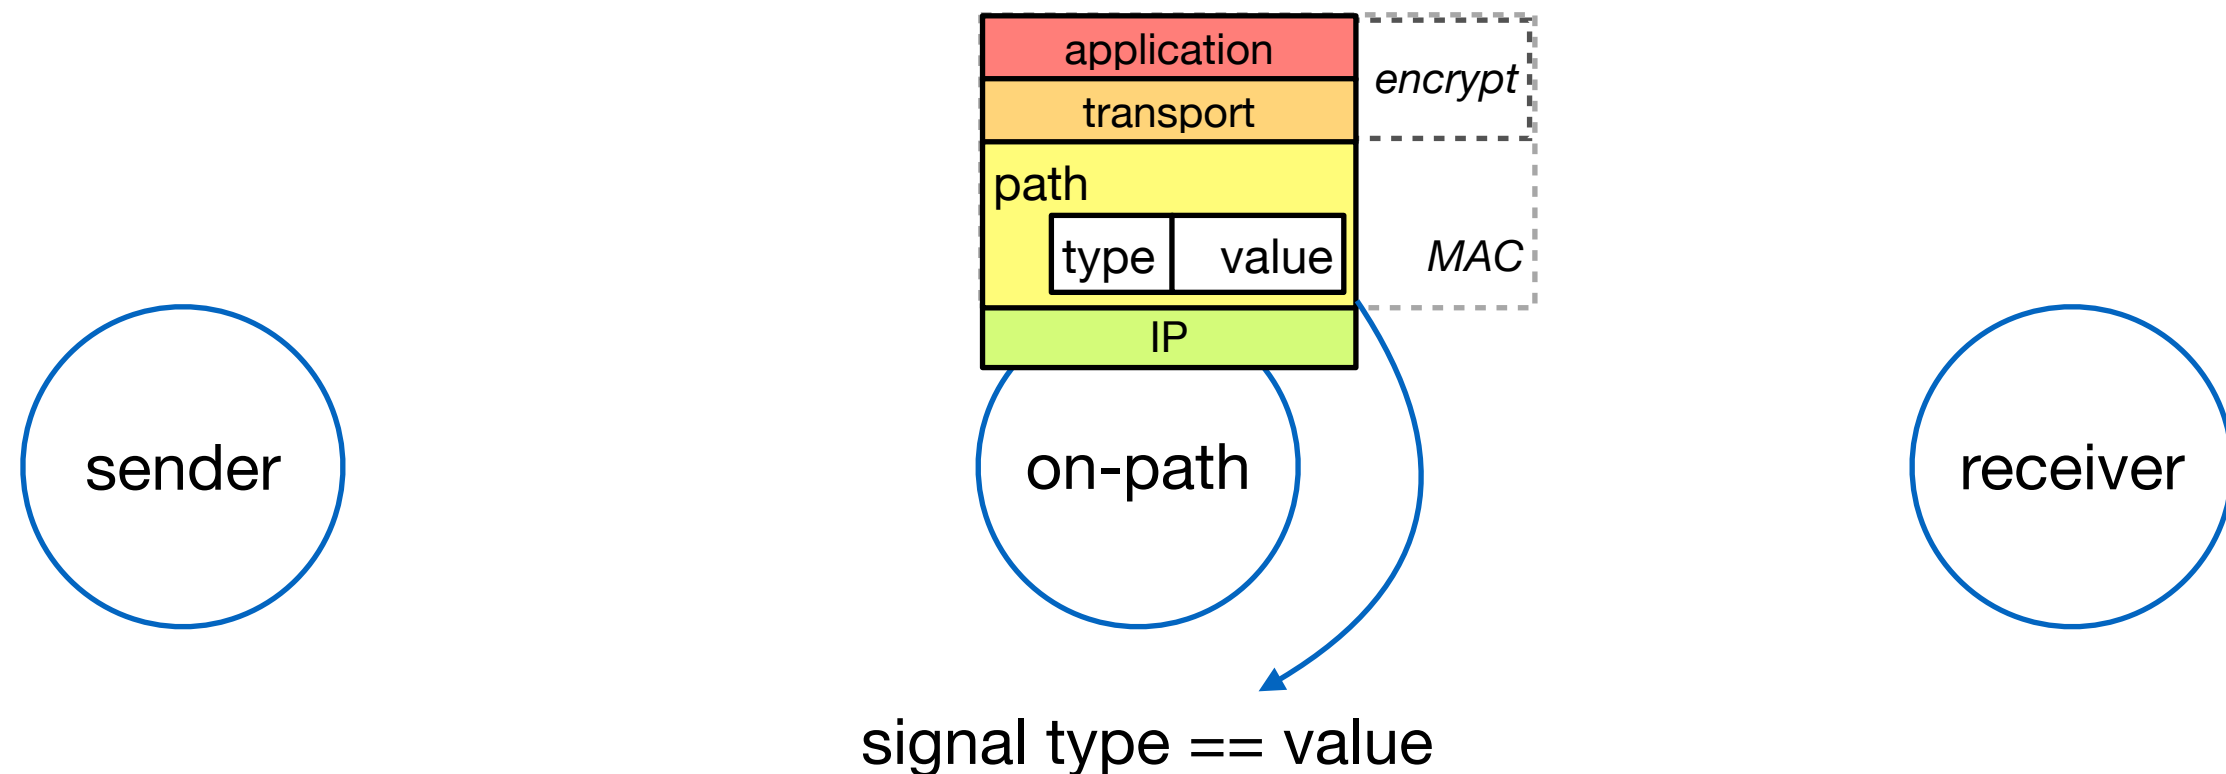 application
encrypt
transport
path
type value
MAC
IP
sender
on-path
receiver
signal type == value